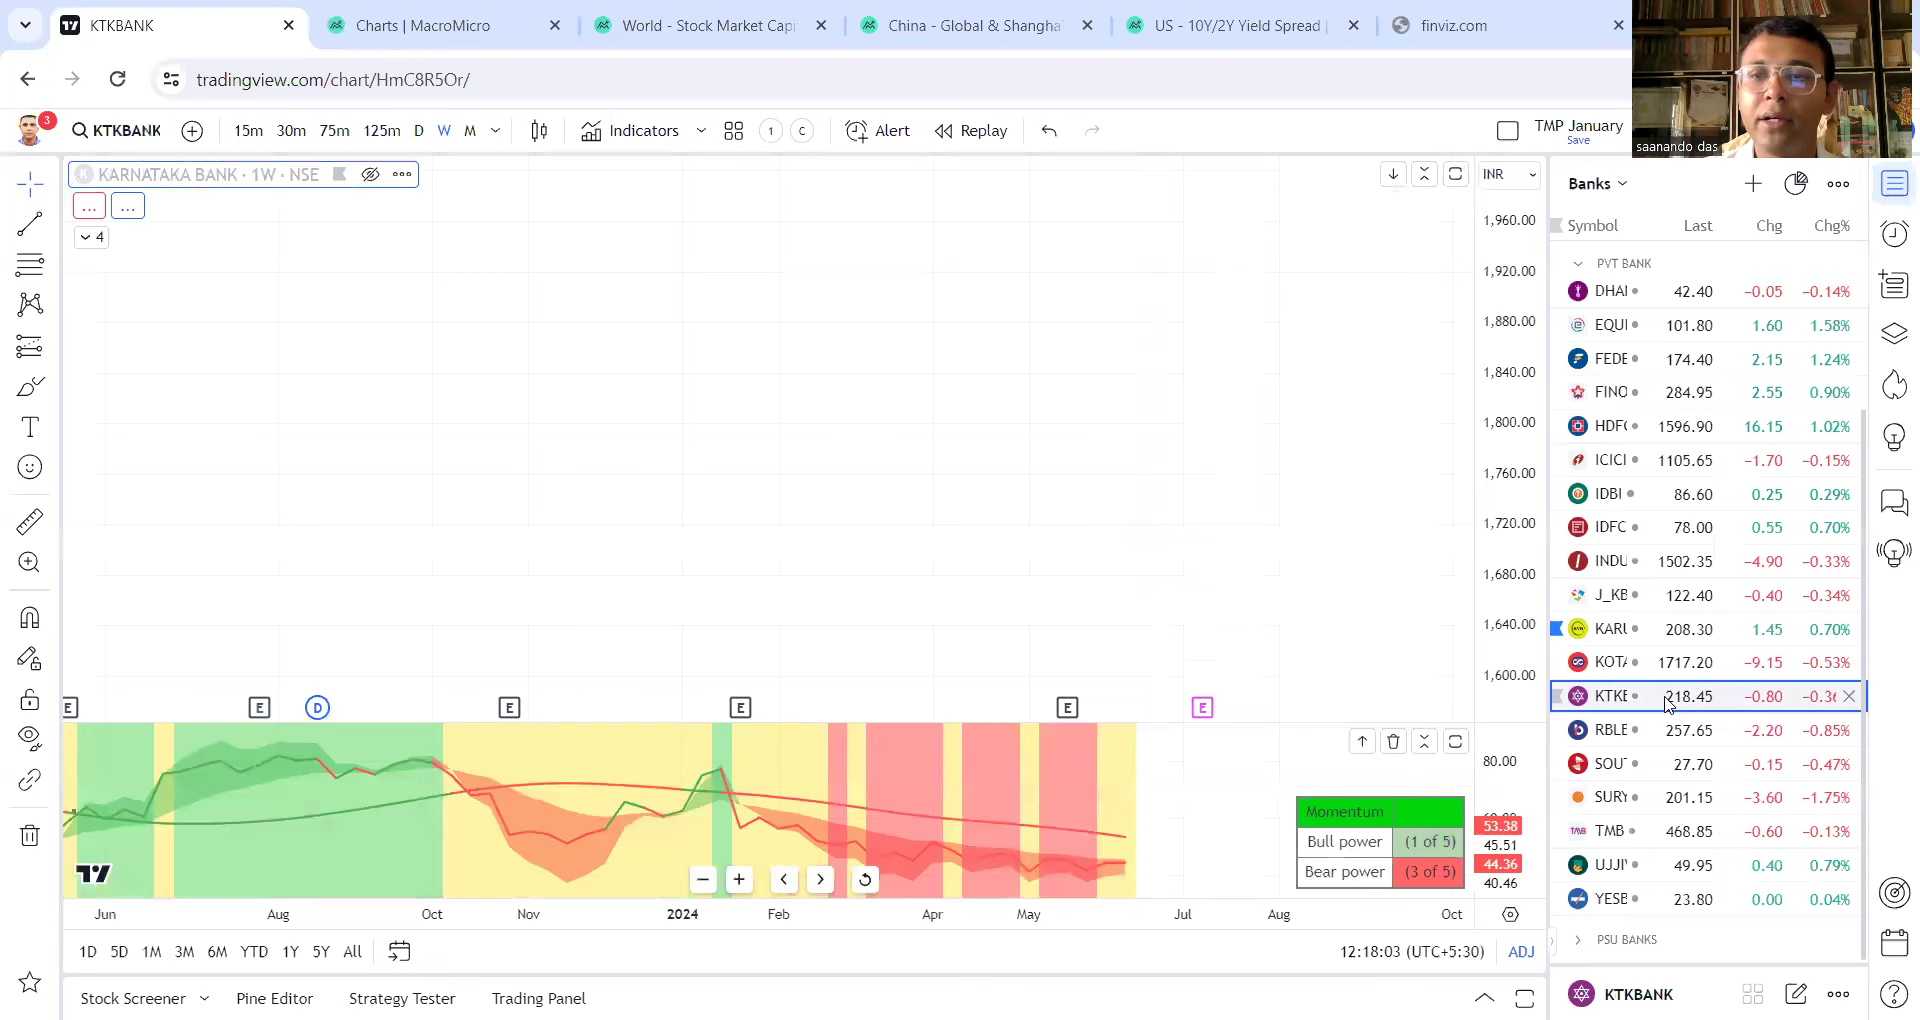 KTKBANK
Charts | MacroMicro
World - Stock Market Capi
China - Global & Shangha
US - 10Y/2Y Yield Spread |
finviz.com
tradingview.com/chart/HmC8R5Or/
3
KTKBANK
15m 30m 75m 125m D W M
Indicators
1 C
Alert
Replay
TMP January
Save
saanando das
KARNATAKA BANK · 1W · NSE
... ...
4
INR
1,960.00
1,920.00
1,880.00
1,840.00
1,800.00
1,760.00
1,720.00
1,680.00
1,640.00
1,600.00
E E D E E E E
80.00
53.38
45.51
44.36
40.46
Momentum
Bull power (1 of 5)
Bear power (3 of 5)
Jun Aug Oct Nov 2024 Feb Apr May Jul Aug Oct
1D 5D 1M 3M 6M YTD 1Y 5Y All
12:18:03 (UTC+5:30) ADJ
Stock Screener Pine Editor Strategy Tester Trading Panel
Banks
Symbol Last Chg Chg%
PVT BANK
DHAI 42.40 −0.05 −0.14%
EQUI 101.80 1.60 1.58%
FEDE 174.40 2.15 1.24%
FINO 284.95 2.55 0.90%
HDF 1596.90 16.15 1.02%
ICICI 1105.65 −1.70 −0.15%
IDBI 86.60 0.25 0.29%
IDFC 78.00 0.55 0.70%
INDU 1502.35 −4.90 −0.33%
J_KB 122.40 −0.40 −0.34%
KARU 208.30 1.45 0.70%
KOTA 1717.20 −9.15 −0.53%
KTKE 218.45 −0.80 −0.36
RBLE 257.65 −2.20 −0.85%
SOUT 27.70 −0.15 −0.47%
SURY 201.15 −3.60 −1.75%
TMB 468.85 −0.60 −0.13%
UJJIV 49.95 0.40 0.79%
YESB 23.80 0.00 0.04%
PSU BANKS
KTKBANK